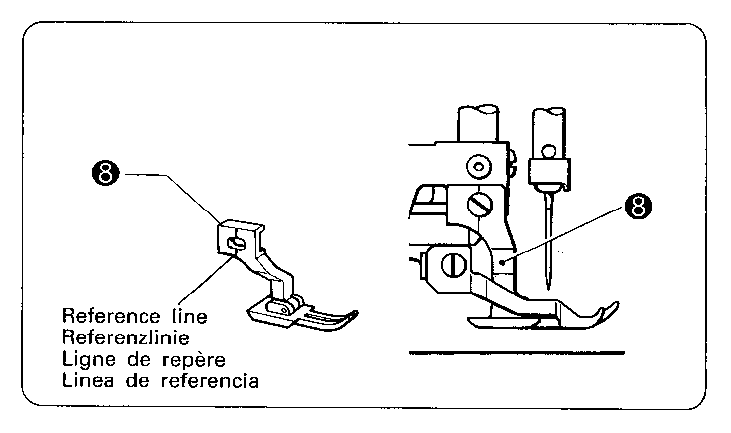 8
8
Reference line
Referenzlinie
Ligne de repère
Linea de referencia